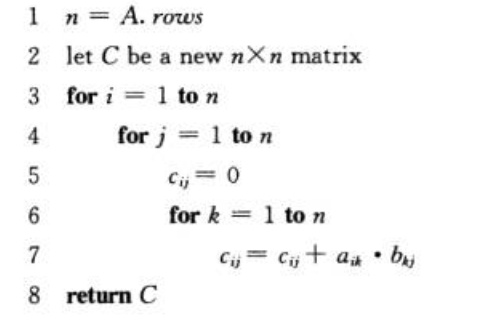 1 n = A. rows
2 let C be a new n×n matrix
3 for i = 1 to n
4 for j = 1 to n
5 cij = 0
6 for k = 1 to n
7 cij = cij + aik · bkj
8 return C